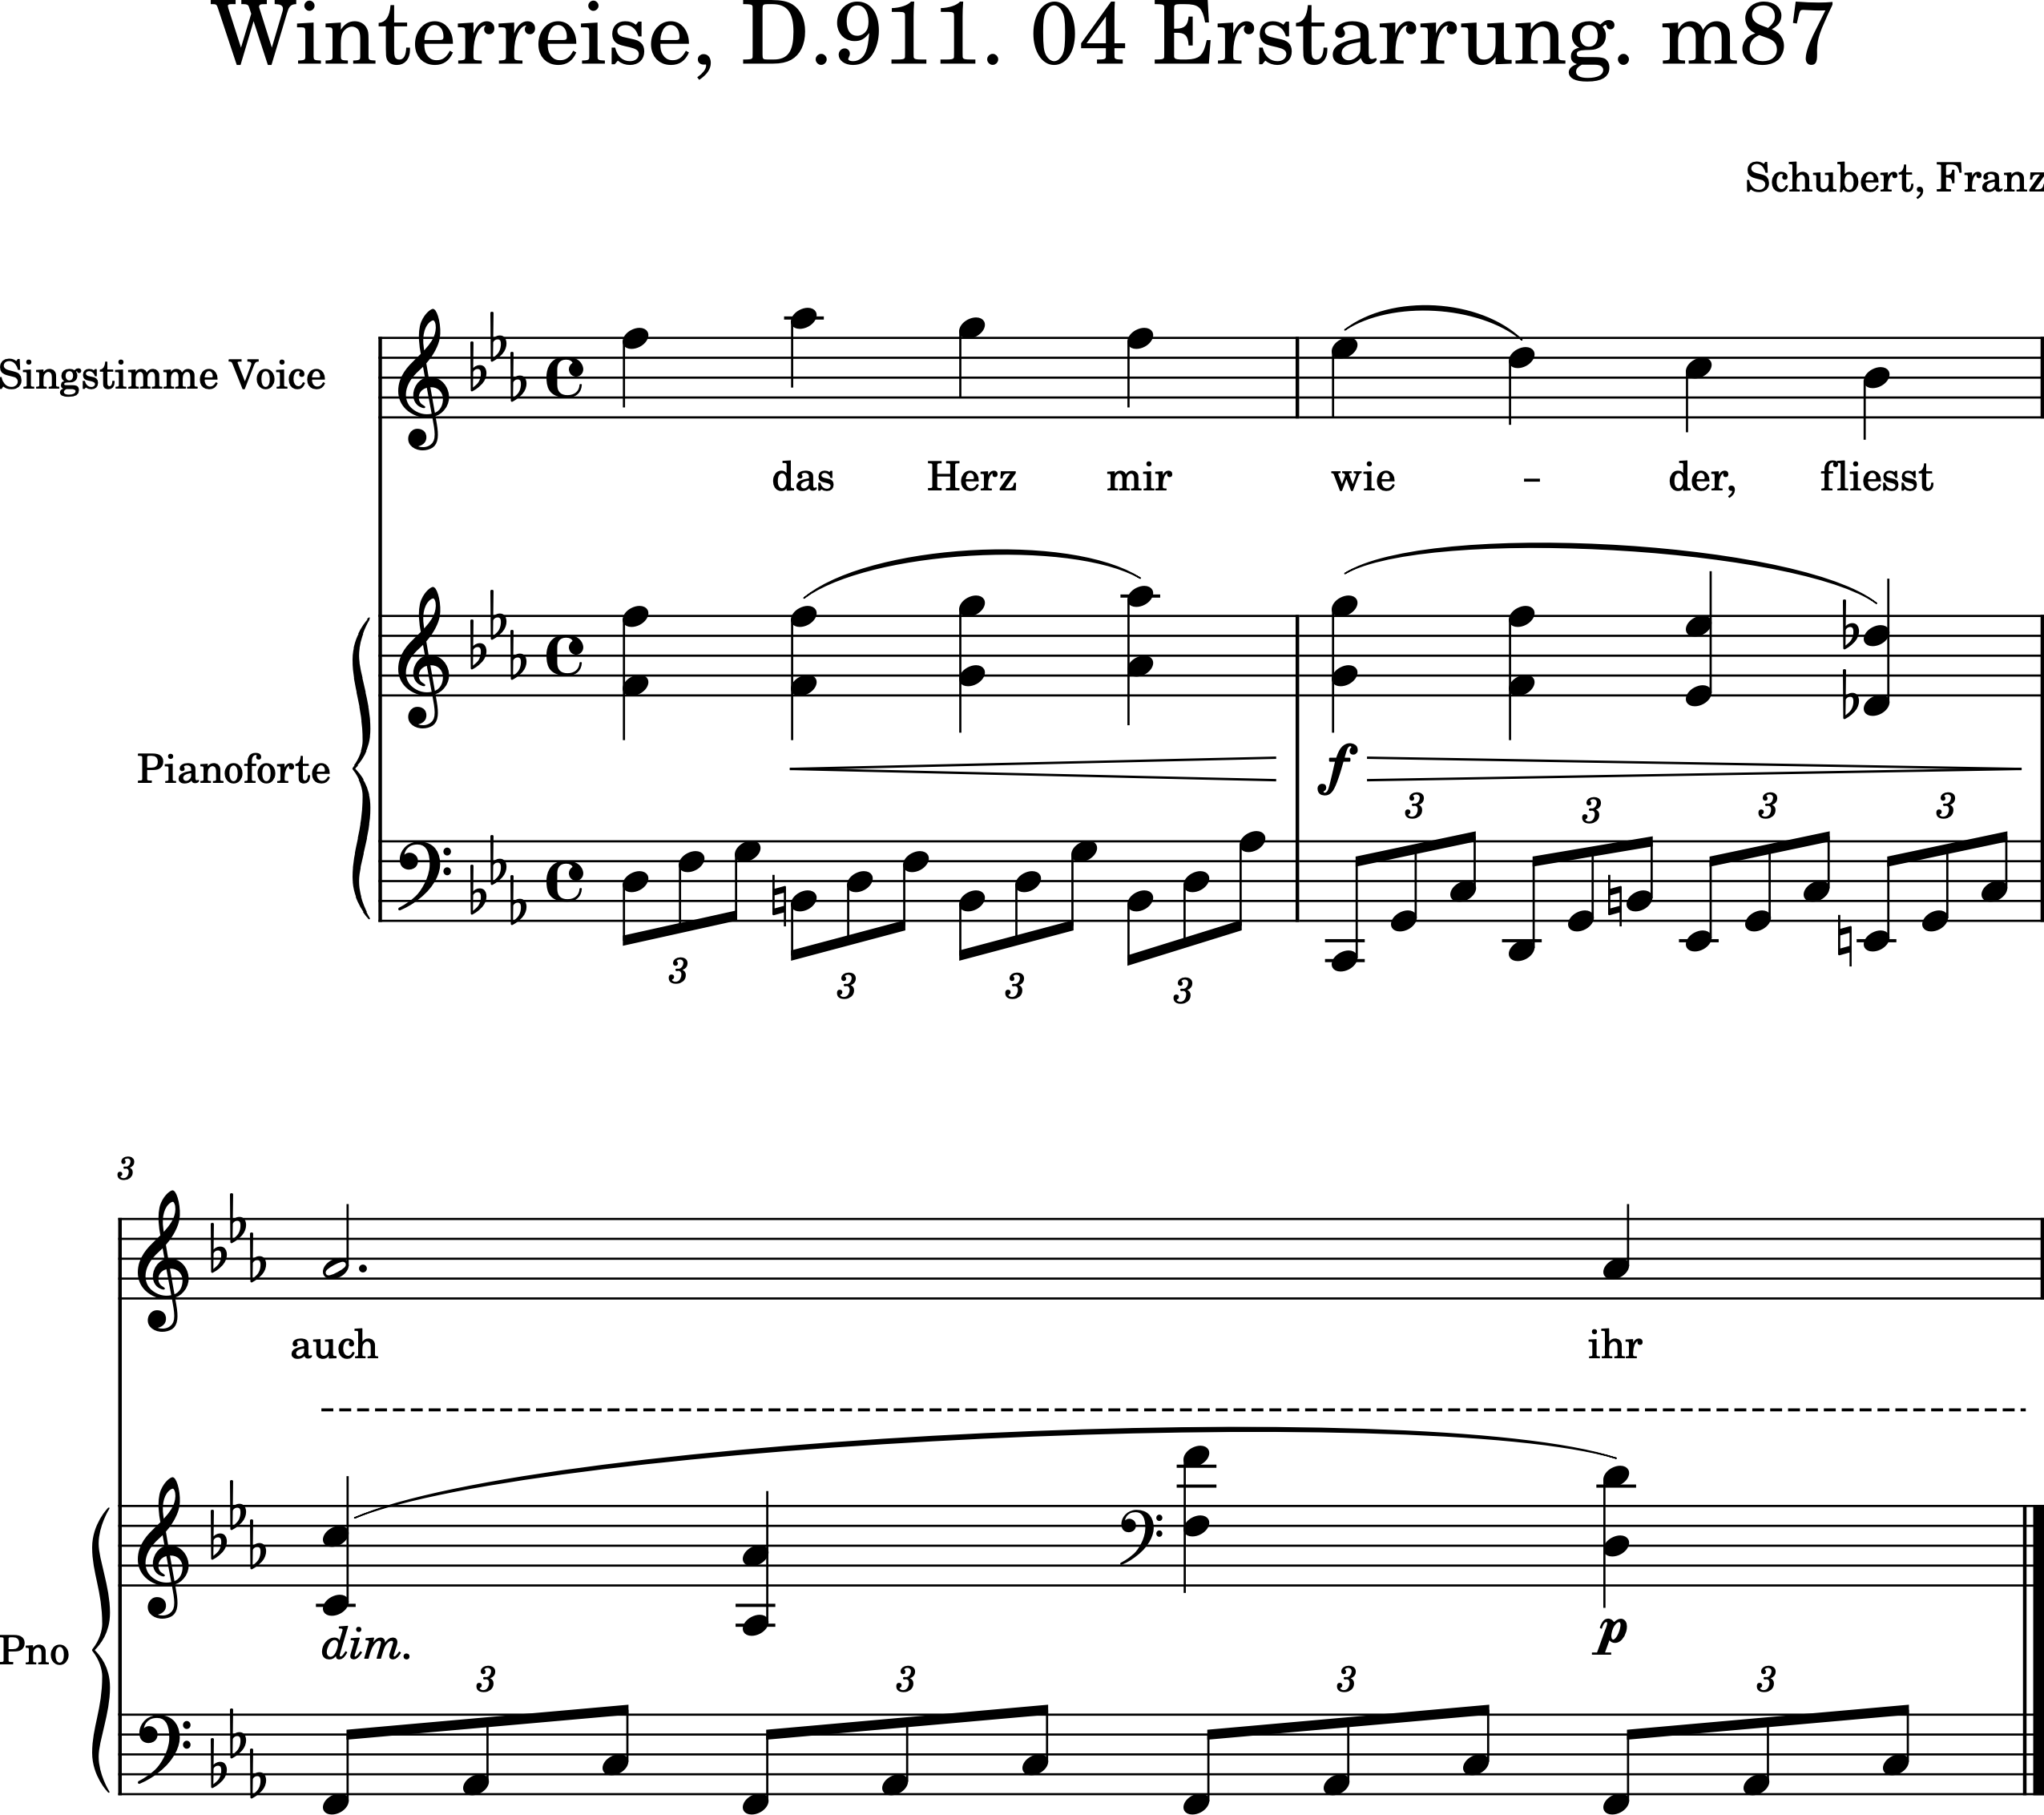 Winterreise, D.911. 04 Erstarrung. m87
Schubert, Franz
Singstimme Voice
das Herz mir wie – der, fliesst
Pianoforte
f
3 3 3 3
3 3 3 3
3
auch ihr
Pno
dim. p
3 3 3 3